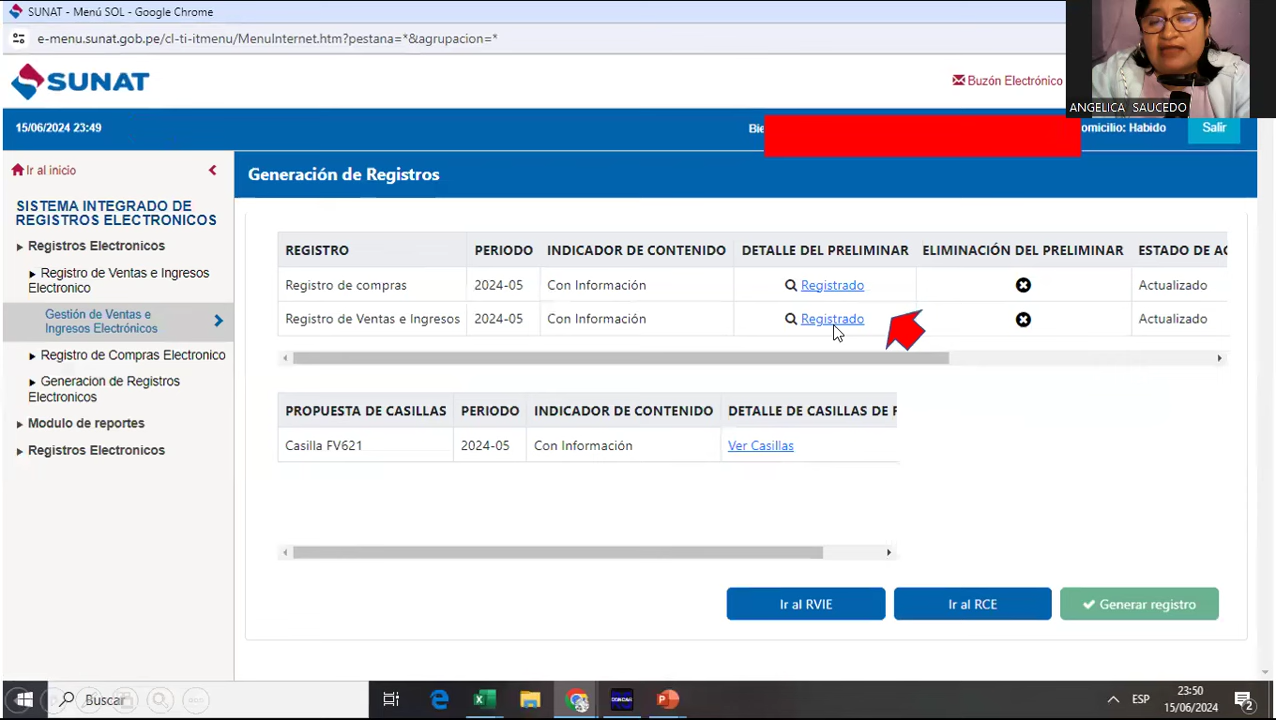 SUNAT - Menú SOL - Google Chrome
e-menu.sunat.gob.pe/cl-ti-itmenu/MenuInternet.htm?pestana=*&agrupacion=*
SUNAT
Buzón Electrónico
ANGELICA SAUCEDO
15/06/2024 23:49
Bie
omicilio: Habido
Salir
Ir al inicio
Generación de Registros
SISTEMA INTEGRADO DE
REGISTROS ELECTRONICOS
Registros Electronicos
Registro de Ventas e Ingresos
Electronico
Gestión de Ventas e
Ingresos Electrónicos
Registro de Compras Electronico
Generacion de Registros
Electronicos
Modulo de reportes
Registros Electronicos
REGISTRO PERIODO INDICADOR DE CONTENIDO DETALLE DEL PRELIMINAR ELIMINACIÓN DEL PRELIMINAR ESTADO DE AC
Registro de compras 2024-05 Con Información Registrado Actualizado
Registro de Ventas e Ingresos 2024-05 Con Información Registrado Actualizado
PROPUESTA DE CASILLAS PERIODO INDICADOR DE CONTENIDO DETALLE DE CASILLAS DE F
Casilla FV621 2024-05 Con Información Ver Casillas
Ir al RVIE Ir al RCE Generar registro
Buscar
ESP
23:50
15/06/2024
2